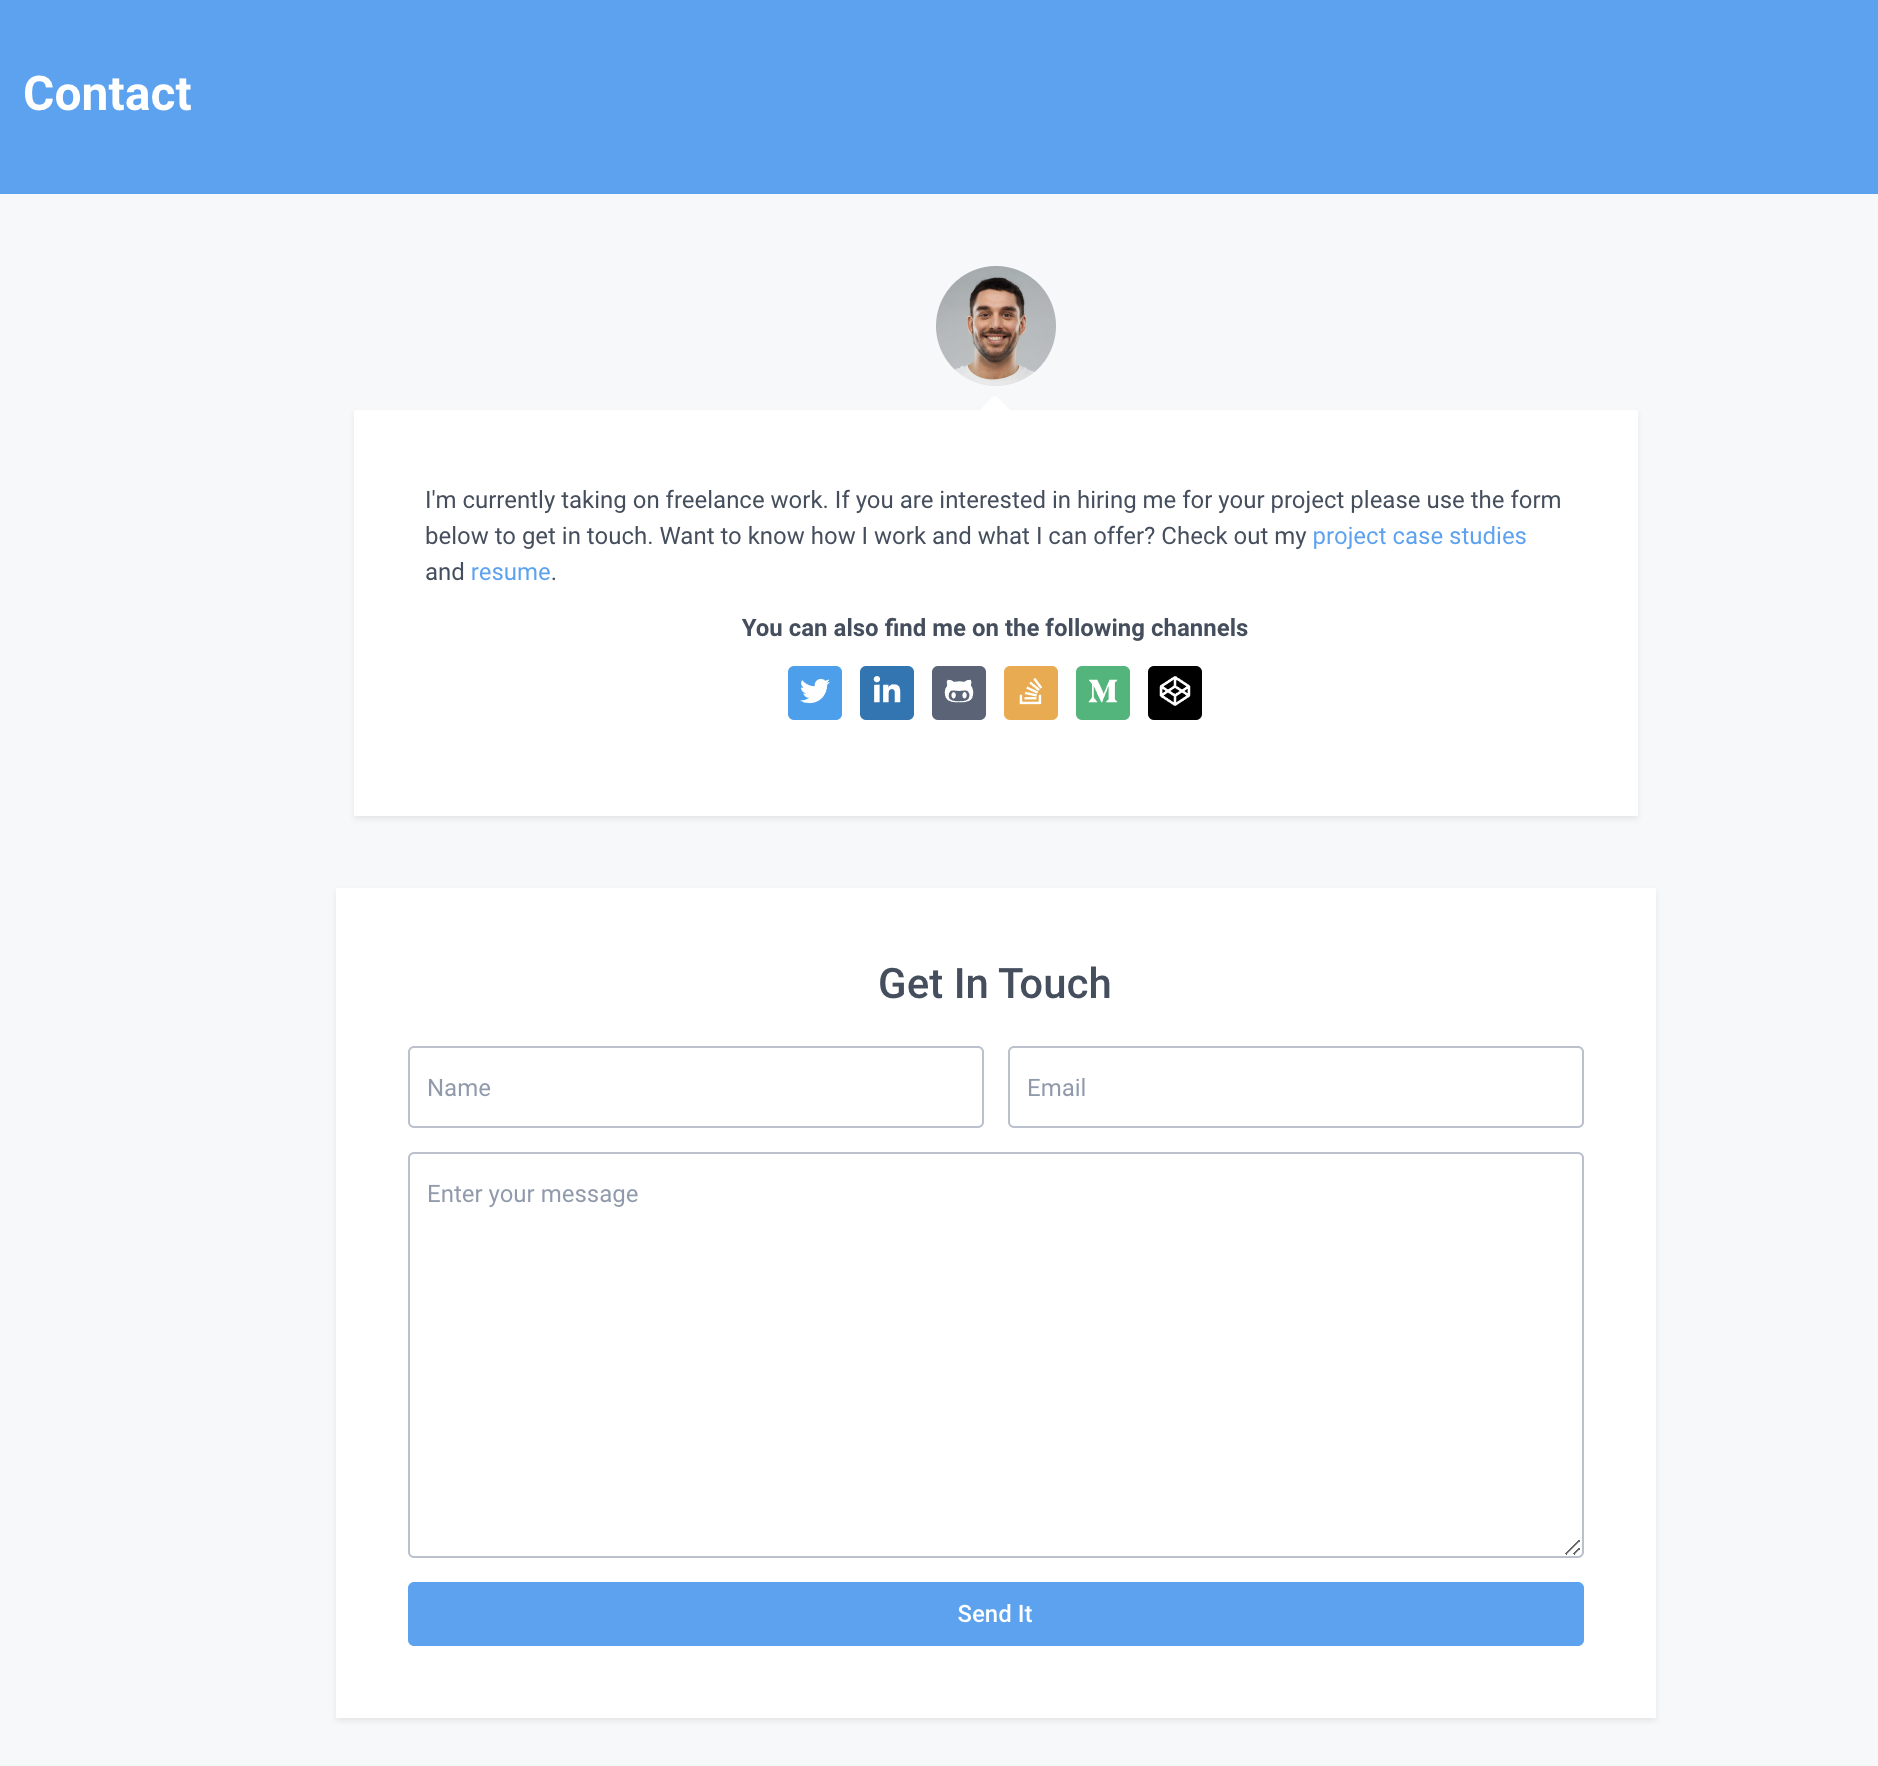 Contact
I'm currently taking on freelance work. If you are interested in hiring me for your project please use the form
below to get in touch. Want to know how I work and what I can offer? Check out my project case studies
and resume.
You can also find me on the following channels
in M
Get In Touch
Name Email
Enter your message
Send It